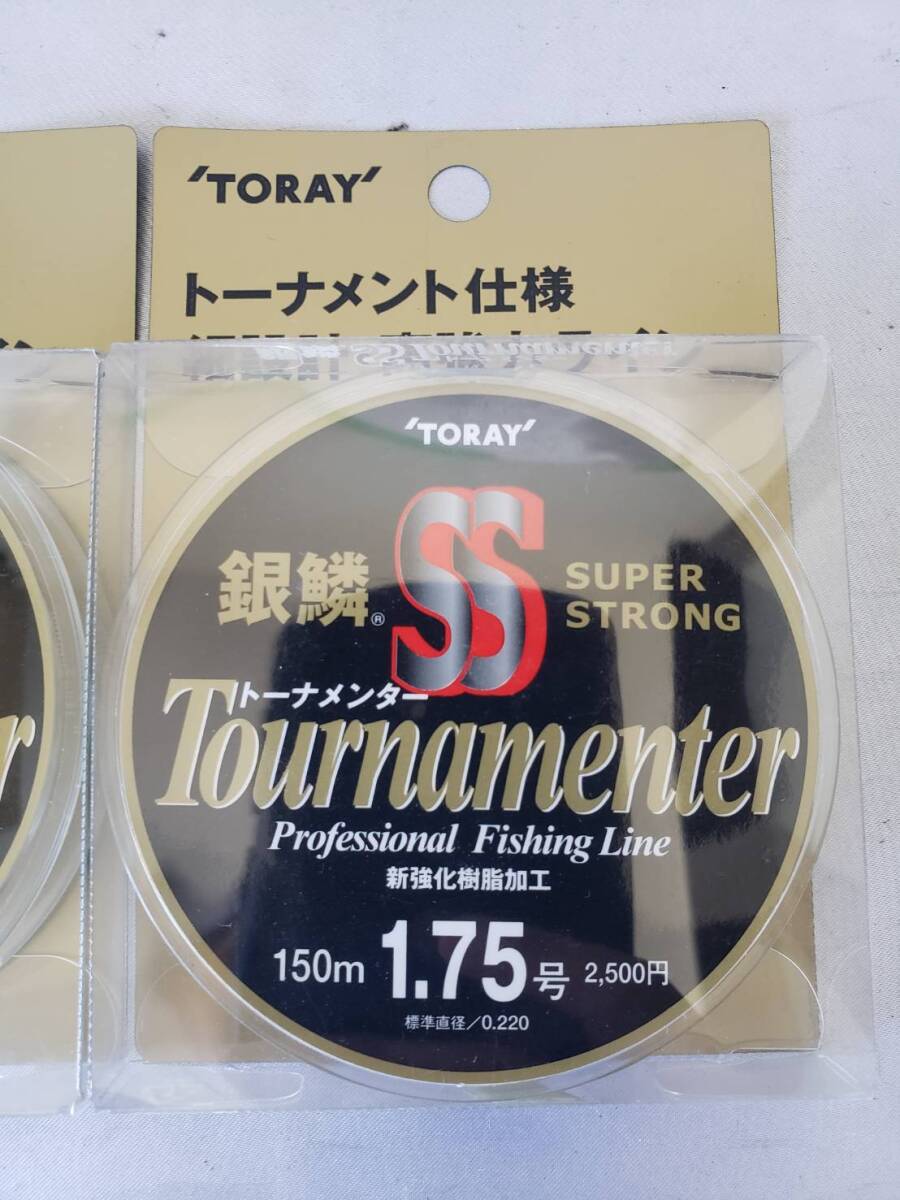 'TORAY'
トーナメント仕様
SS Tournamenter
'TORAY'
銀鱗® SS SUPER STRONG
トーナメンター
Tournamenter
Professional Fishing Line
新強化樹脂加工
150m 1.75号 2,500円
標準直径/0.220
r